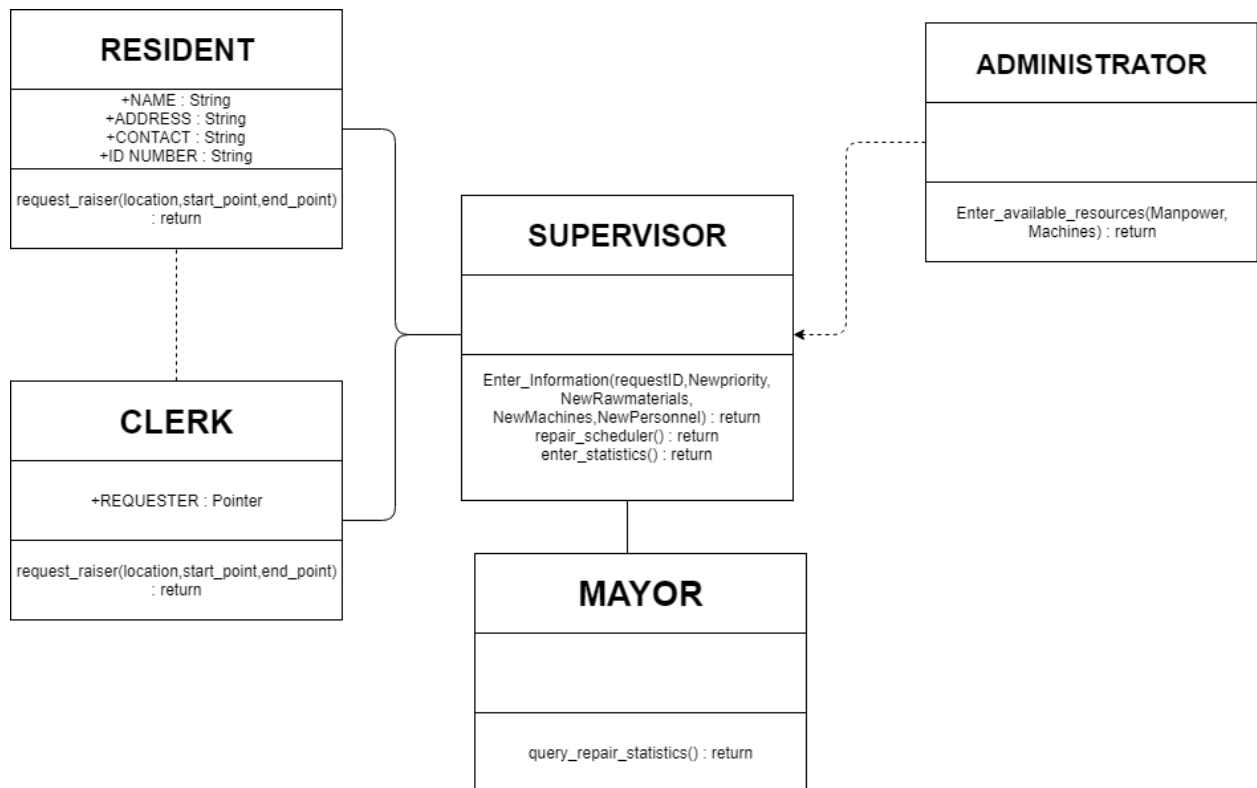 RESIDENT
+NAME : String
+ADDRESS : String
+CONTACT : String
+ID NUMBER : String
request_raiser(location,start_point,end_point)
: return
ADMINISTRATOR
Enter_available_resources(Manpower,
Machines) : return
SUPERVISOR
Enter_Information(requestID,Newpriority,
NewRawmaterials,
NewMachines,NewPersonnel) : return
repair_scheduler() : return
enter_statistics() : return
CLERK
+REQUESTER : Pointer
request_raiser(location,start_point,end_point)
: return
MAYOR
query_repair_statistics() : return